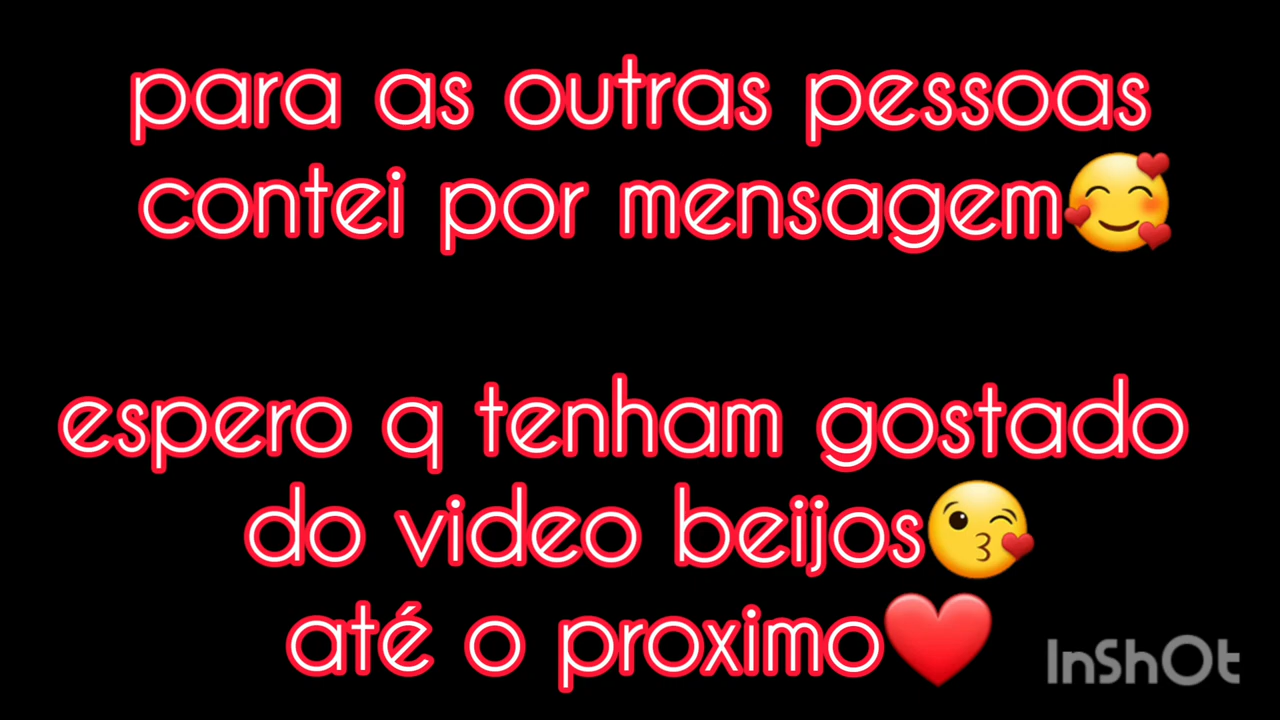 para as outras pessoas
contei por mensagem🥰
espero q tenham gostado
do video beijos😘
até o proximo❤️
InShOt